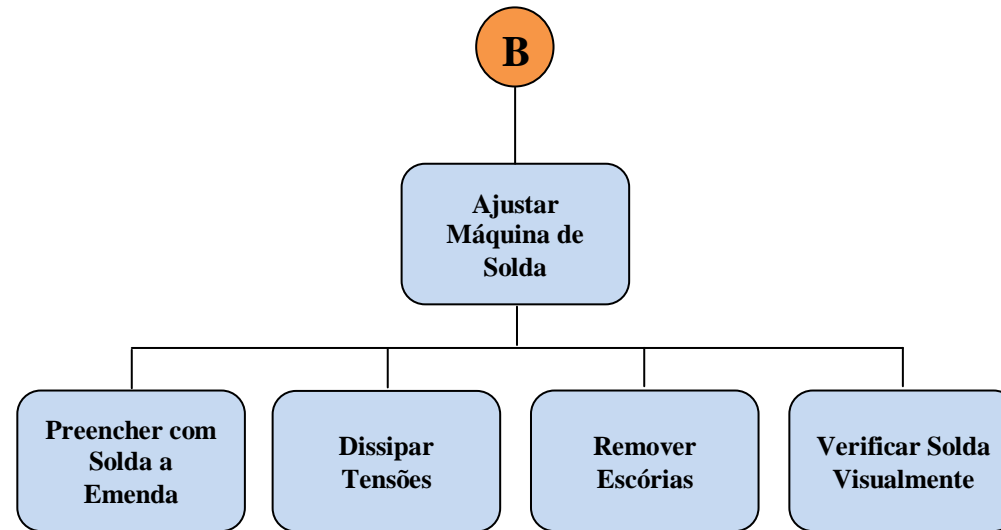 B
Ajustar
Máquina de
Solda
Preencher com
Solda a
Emenda
Dissipar
Tensões
Remover
Escórias
Verificar Solda
Visualmente